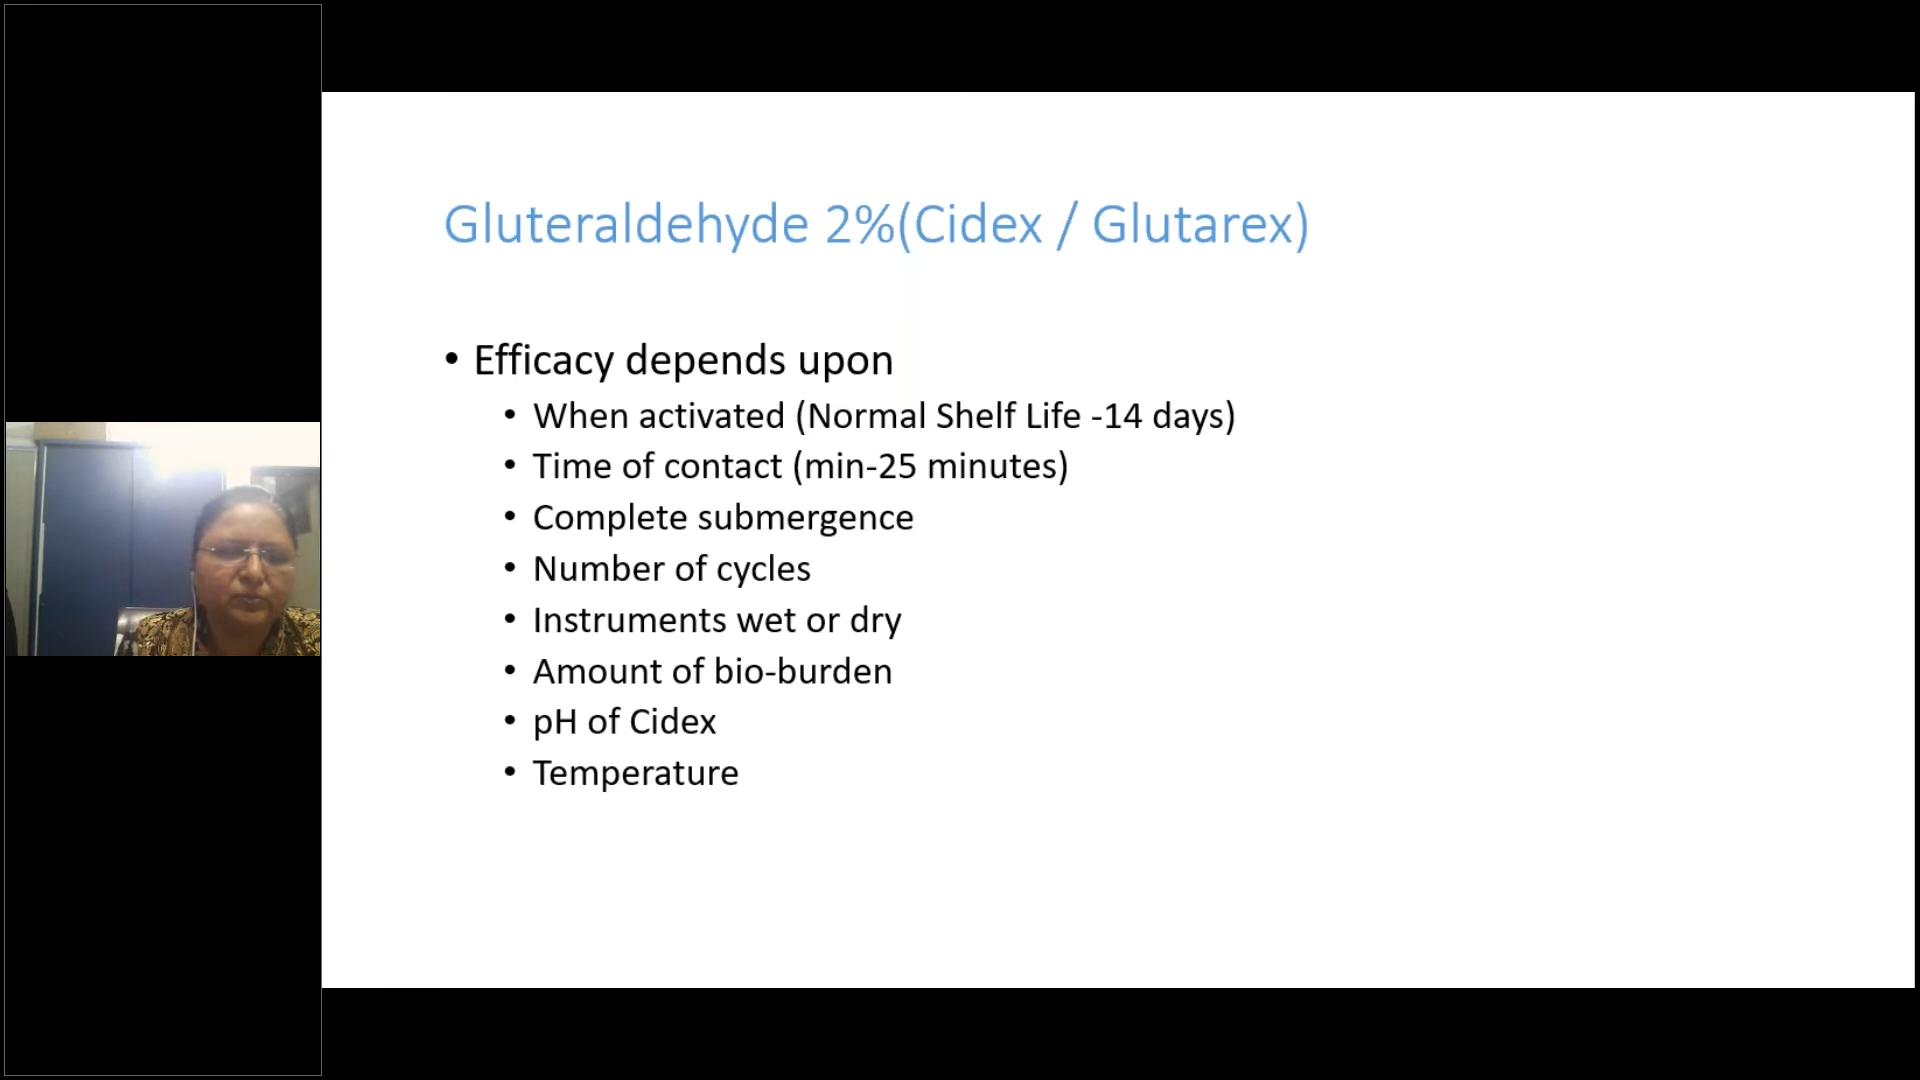 Gluteraldehyde 2%(Cidex / Glutarex)
• Efficacy depends upon
• When activated (Normal Shelf Life -14 days)
• Time of contact (min-25 minutes)
• Complete submergence
• Number of cycles
• Instruments wet or dry
• Amount of bio-burden
• pH of Cidex
• Temperature